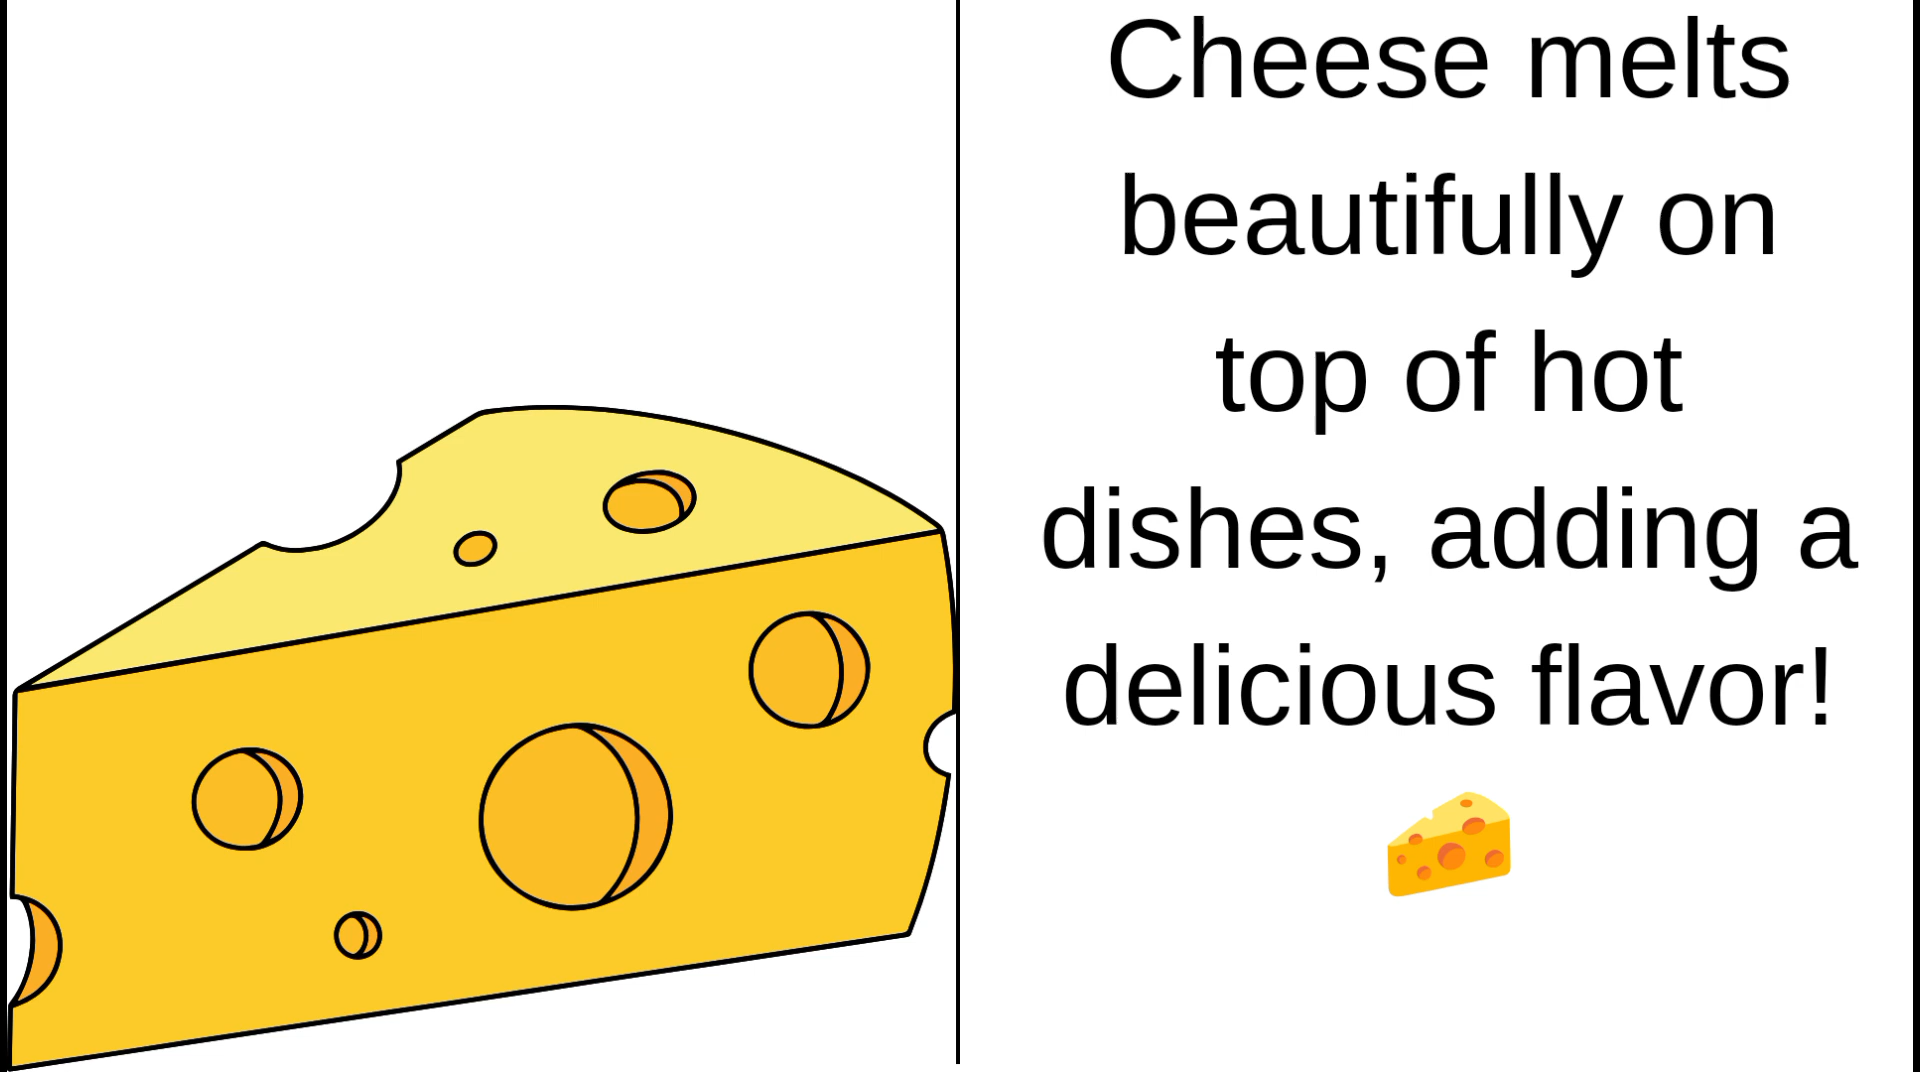 Cheese melts
beautifully on
top of hot
dishes, adding a
delicious flavor!
🧀